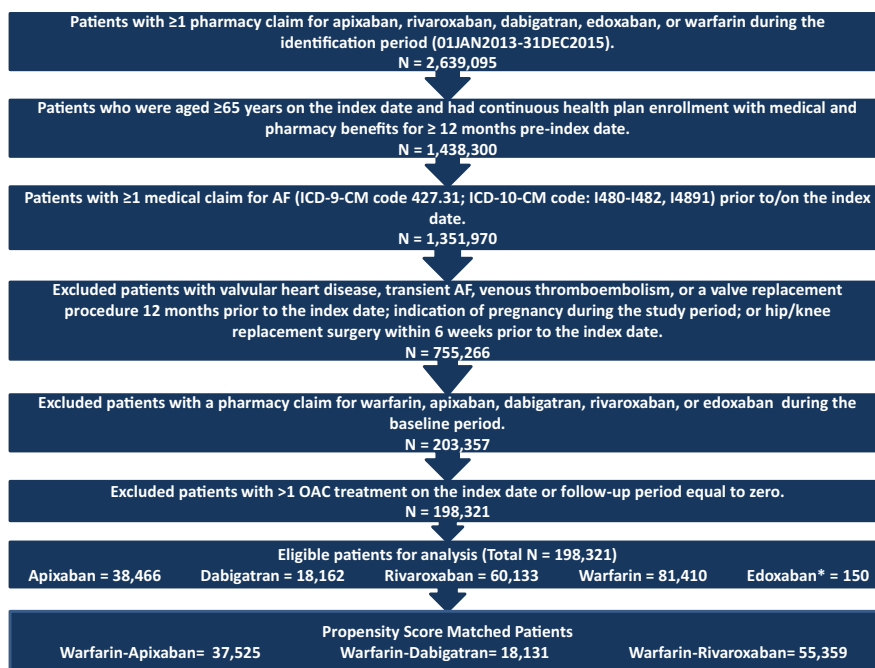 Patients with ≥1 pharmacy claim for apixaban, rivaroxaban, dabigatran, edoxaban, or warfarin during the
identification period (01JAN2013-31DEC2015).
N = 2,639,095
Patients who were aged ≥65 years on the index date and had continuous health plan enrollment with medical and
pharmacy benefits for ≥ 12 months pre-index date.
N = 1,438,300
Patients with ≥1 medical claim for AF (ICD-9-CM code 427.31; ICD-10-CM code: I480-I482, I4891) prior to/on the index
date.
N = 1,351,970
Excluded patients with valvular heart disease, transient AF, venous thromboembolism, or a valve replacement
procedure 12 months prior to the index date; indication of pregnancy during the study period; or hip/knee
replacement surgery within 6 weeks prior to the index date.
N = 755,266
Excluded patients with a pharmacy claim for warfarin, apixaban, dabigatran, rivaroxaban, or edoxaban during the
baseline period.
N = 203,357
Excluded patients with >1 OAC treatment on the index date or follow-up period equal to zero.
N = 198,321
Eligible patients for analysis (Total N = 198,321)
Apixaban = 38,466 Dabigatran = 18,162 Rivaroxaban = 60,133 Warfarin = 81,410 Edoxaban* = 150
Propensity Score Matched Patients
Warfarin-Apixaban= 37,525 Warfarin-Dabigatran= 18,131 Warfarin-Rivaroxaban= 55,359